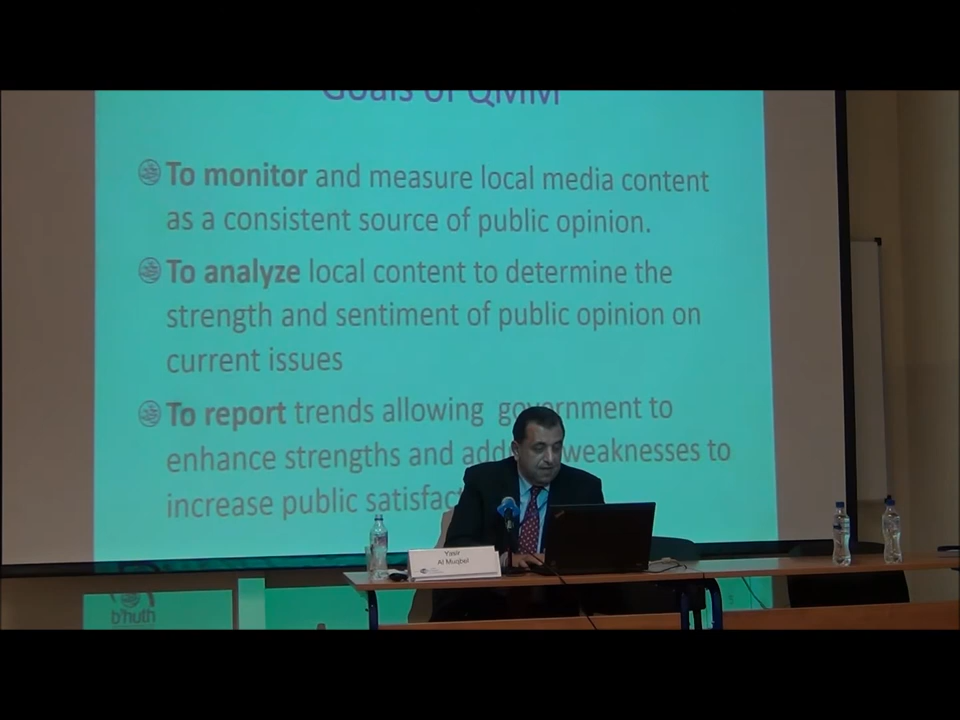 Goals of QMM
To monitor and measure local media content
as a consistent source of public opinion.
To analyze local content to determine the
strength and sentiment of public opinion on
current issues
To report trends allowing government to
enhance strengths and weaknesses to
increase public
Yasir
Al Muqbel
b'huth